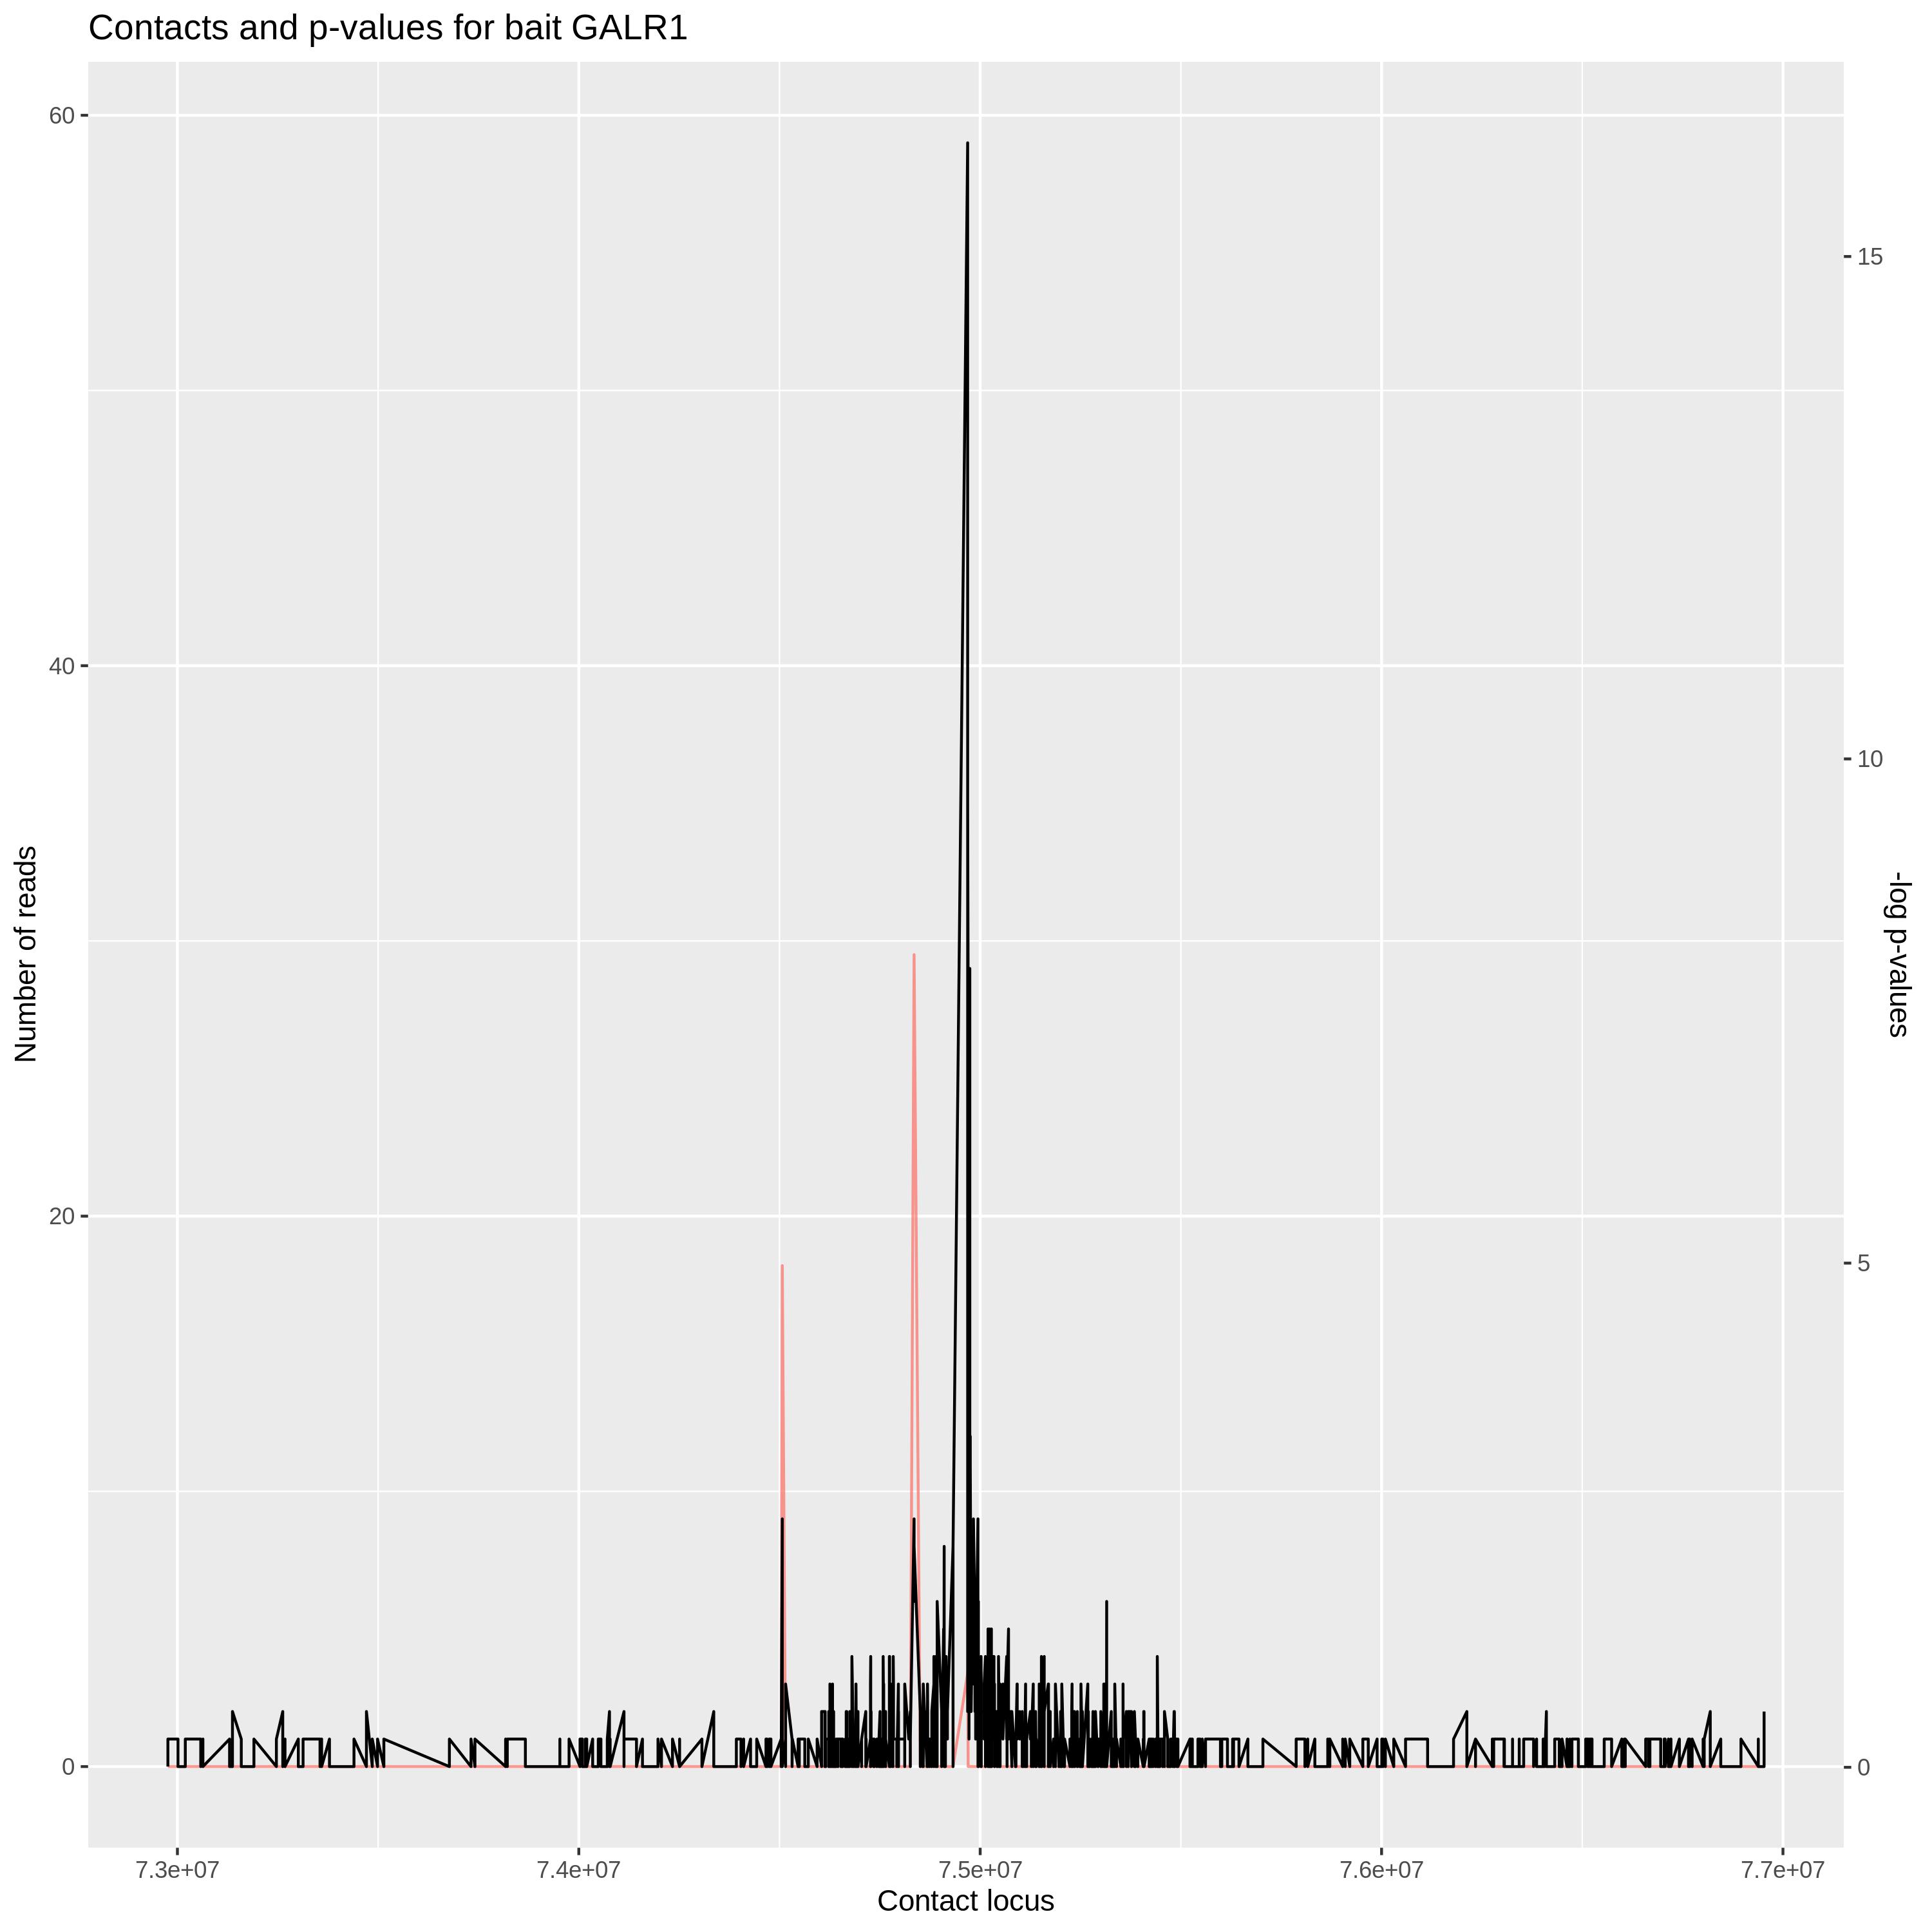 Contacts and p-values for bait GALR1
60
40
20
0
Number of reads
15
10
5
0
-log p-values
7.3e+07 7.4e+07 7.5e+07 7.6e+07 7.7e+07
Contact locus